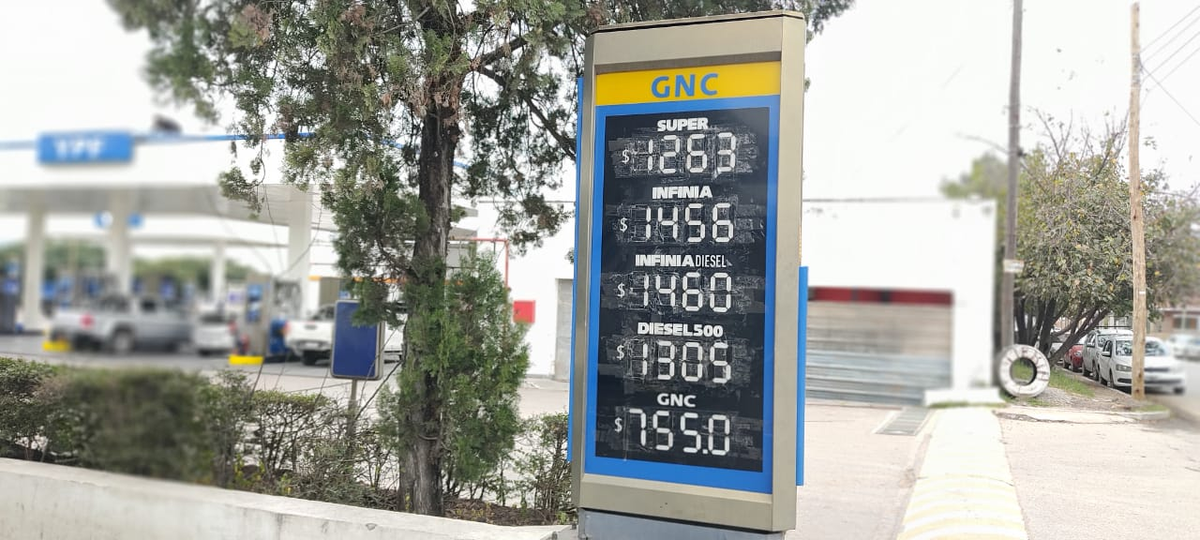 YPF
GNC
SUPER
$1263
INFINIA
$1456
INFINIA DIESEL
$1460
DIESEL500
$1305
GNC
$755.0